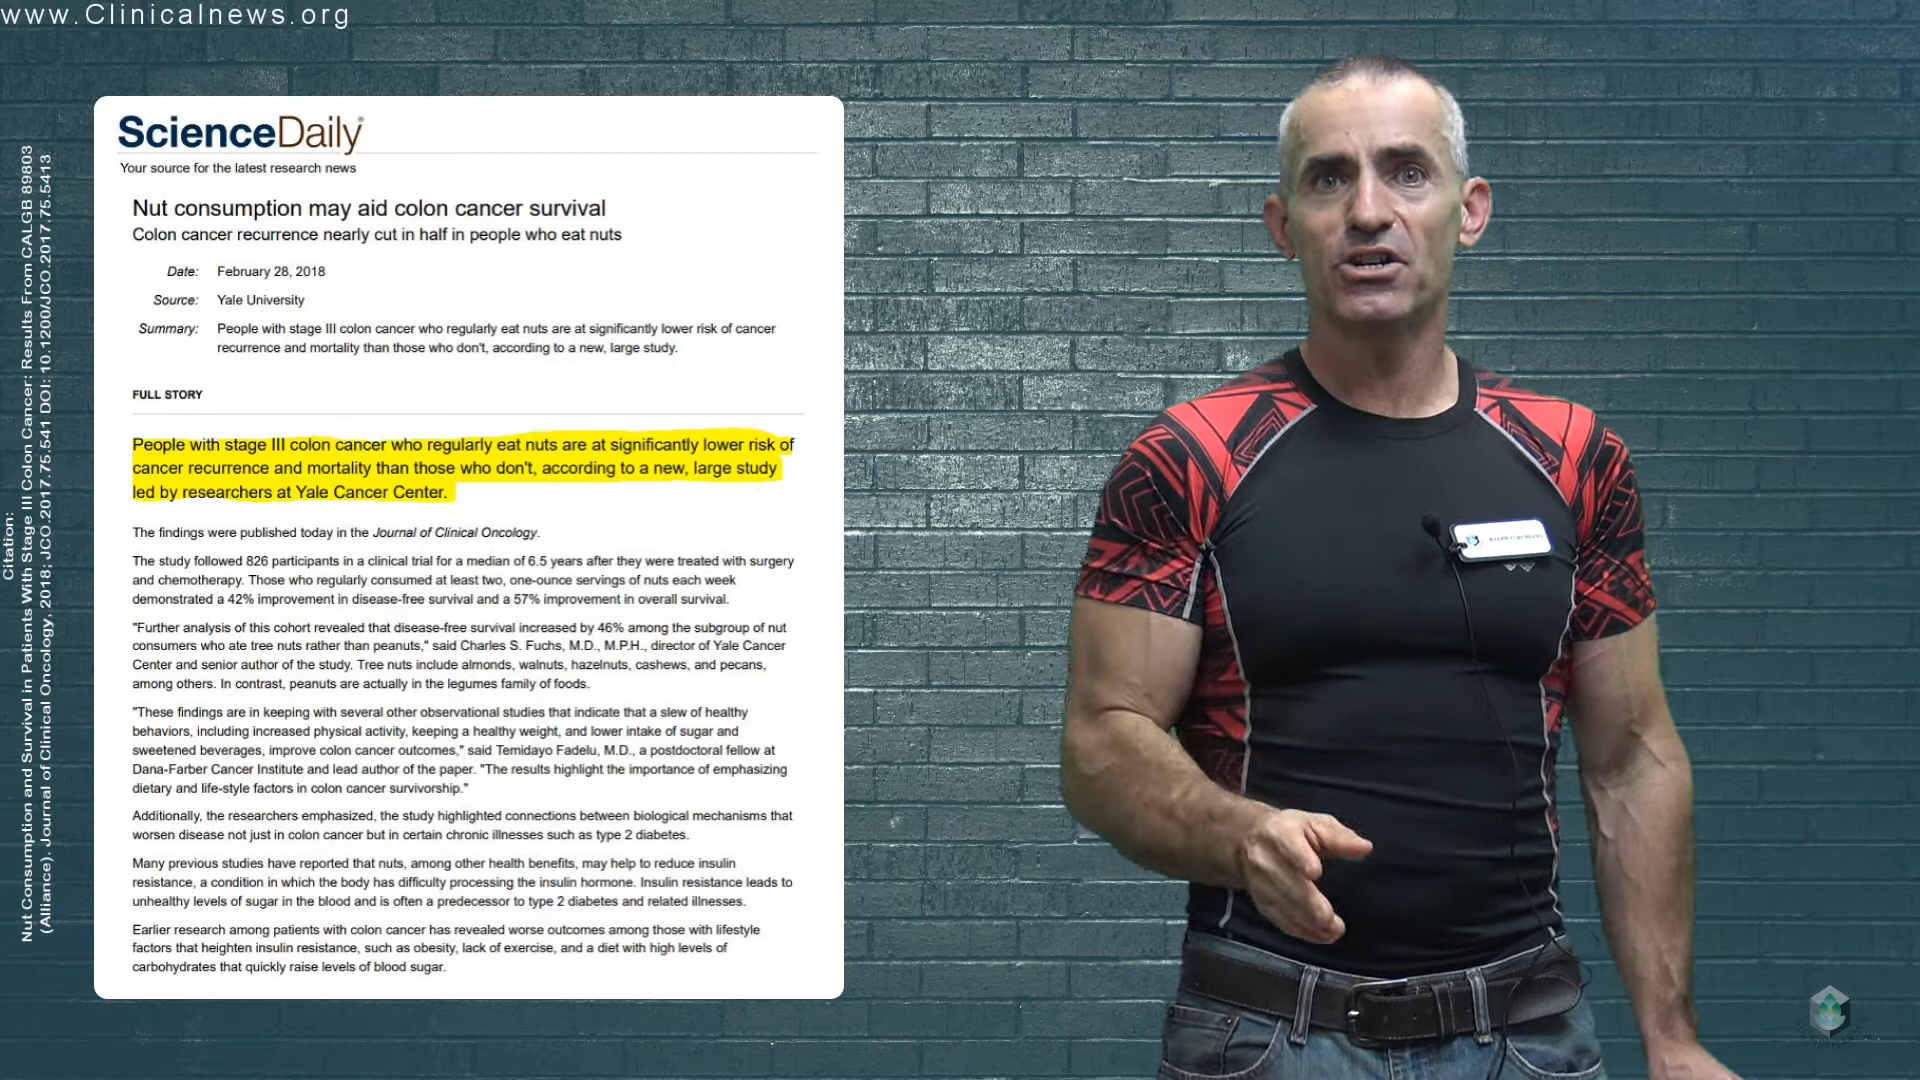 www.Clinicalnews.org
Citation:
Nut Consumption and Survival in Patients With Stage III Colon Cancer: Results From CALGB 89803
(Alliance). Journal of Clinical Oncology, 2018; JCO.2017.75.541 DOI: 10.1200/JCO.2017.75.5413
ScienceDaily®
Your source for the latest research news
Nut consumption may aid colon cancer survival
Colon cancer recurrence nearly cut in half in people who eat nuts
Date: February 28, 2018
Source: Yale University
Summary: People with stage III colon cancer who regularly eat nuts are at significantly lower risk of cancer
recurrence and mortality than those who don't, according to a new, large study.
FULL STORY
People with stage III colon cancer who regularly eat nuts are at significantly lower risk of
cancer recurrence and mortality than those who don't, according to a new, large study
led by researchers at Yale Cancer Center.
The findings were published today in the Journal of Clinical Oncology.
The study followed 826 participants in a clinical trial for a median of 6.5 years after they were treated with surgery
and chemotherapy. Those who regularly consumed at least two, one-ounce servings of nuts each week
demonstrated a 42% improvement in disease-free survival and a 57% improvement in overall survival.
"Further analysis of this cohort revealed that disease-free survival increased by 46% among the subgroup of nut
consumers who ate tree nuts rather than peanuts," said Charles S. Fuchs, M.D., M.P.H., director of Yale Cancer
Center and senior author of the study. Tree nuts include almonds, walnuts, hazelnuts, cashews, and pecans,
among others. In contrast, peanuts are actually in the legumes family of foods.
"These findings are in keeping with several other observational studies that indicate that a slew of healthy
behaviors, including increased physical activity, keeping a healthy weight, and lower intake of sugar and
sweetened beverages, improve colon cancer outcomes," said Temidayo Fadelu, M.D., a postdoctoral fellow at
Dana-Farber Cancer Institute and lead author of the paper. "The results highlight the importance of emphasizing
dietary and life-style factors in colon cancer survivorship."
Additionally, the researchers emphasized, the study highlighted connections between biological mechanisms that
worsen disease not just in colon cancer but in certain chronic illnesses such as type 2 diabetes.
Many previous studies have reported that nuts, among other health benefits, may help to reduce insulin
resistance, a condition in which the body has difficulty processing the insulin hormone. Insulin resistance leads to
unhealthy levels of sugar in the blood and is often a predecessor to type 2 diabetes and related illnesses.
Earlier research among patients with colon cancer has revealed worse outcomes among those with lifestyle
factors that heighten insulin resistance, such as obesity, lack of exercise, and a diet with high levels of
carbohydrates that quickly raise levels of blood sugar.